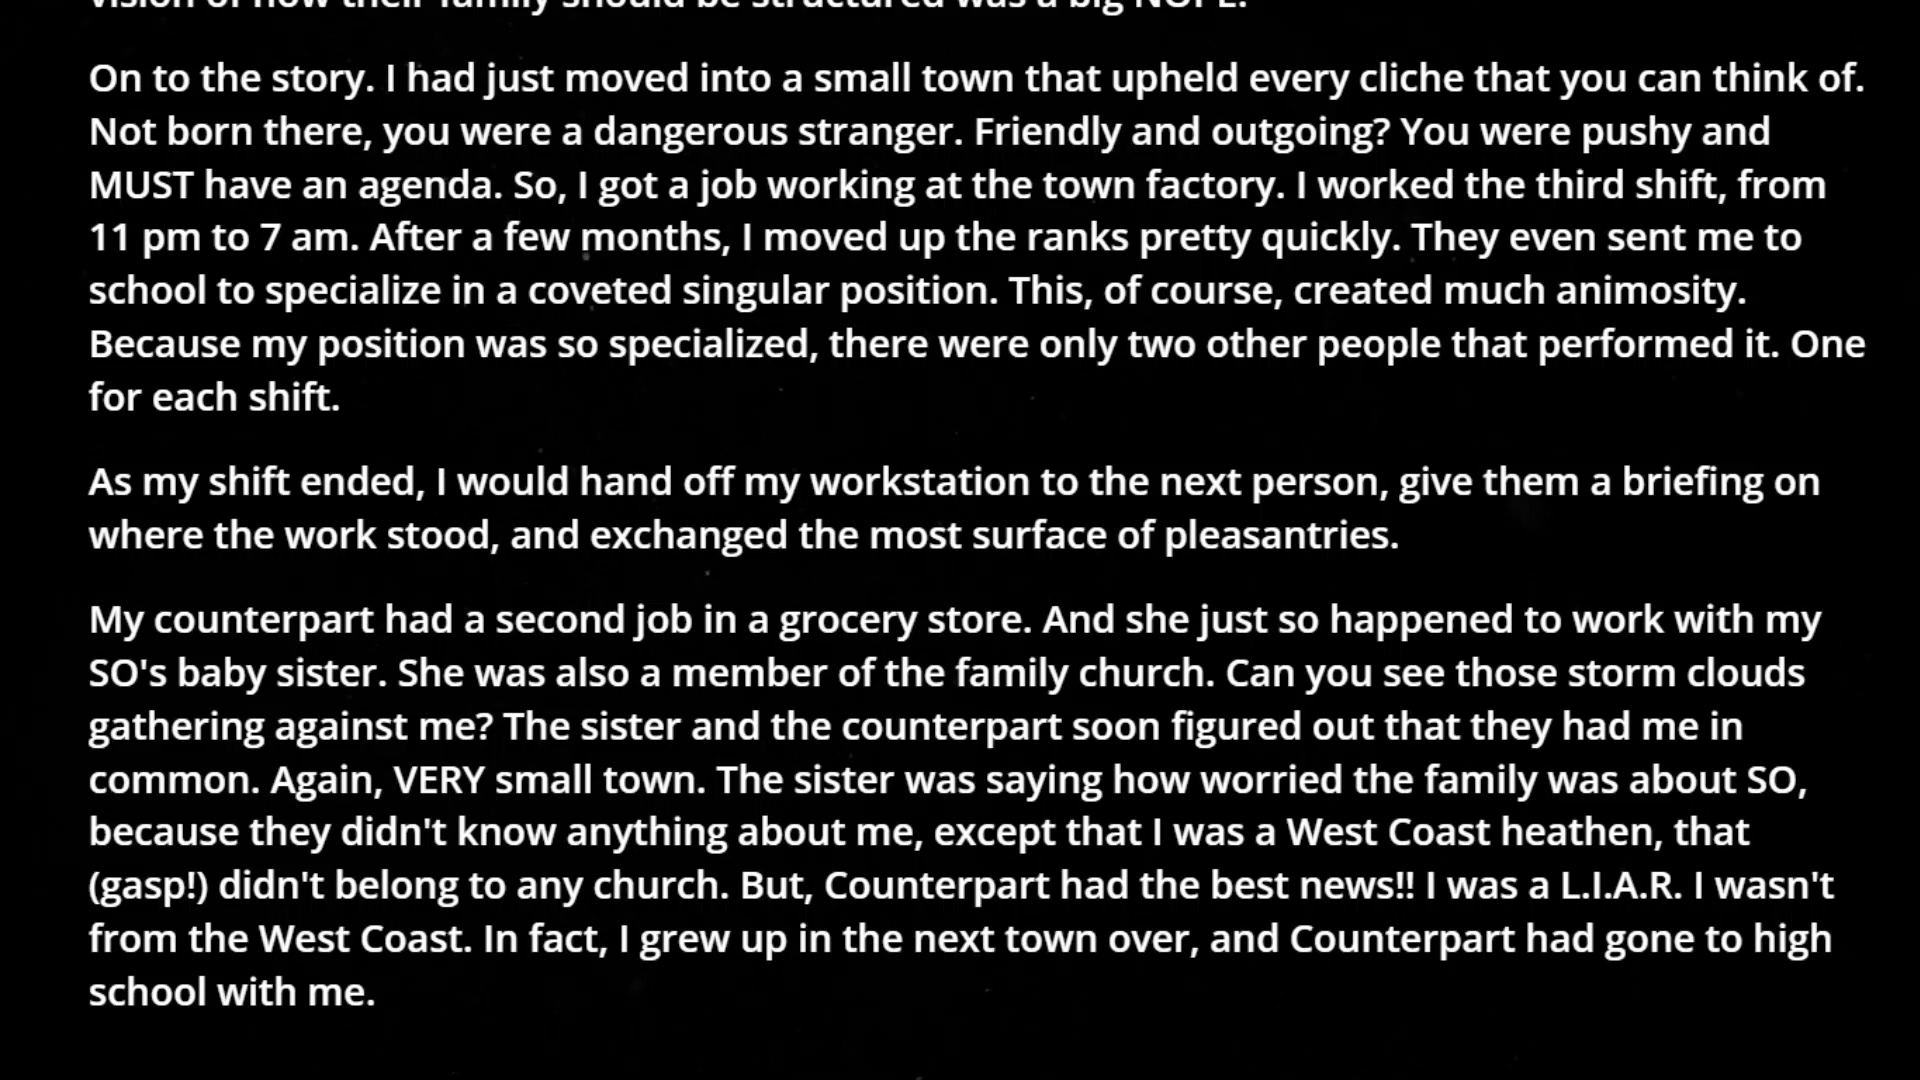 vision of how their family should be structured was a big NOPE.
On to the story. I had just moved into a small town that upheld every cliche that you can think of.
Not born there, you were a dangerous stranger. Friendly and outgoing? You were pushy and
MUST have an agenda. So, I got a job working at the town factory. I worked the third shift, from
11 pm to 7 am. After a few months, I moved up the ranks pretty quickly. They even sent me to
school to specialize in a coveted singular position. This, of course, created much animosity.
Because my position was so specialized, there were only two other people that performed it. One
for each shift.
As my shift ended, I would hand off my workstation to the next person, give them a briefing on
where the work stood, and exchanged the most surface of pleasantries.
My counterpart had a second job in a grocery store. And she just so happened to work with my
SO's baby sister. She was also a member of the family church. Can you see those storm clouds
gathering against me? The sister and the counterpart soon figured out that they had me in
common. Again, VERY small town. The sister was saying how worried the family was about SO,
because they didn't know anything about me, except that I was a West Coast heathen, that
(gasp!) didn't belong to any church. But, Counterpart had the best news!! I was a L.I.A.R. I wasn't
from the West Coast. In fact, I grew up in the next town over, and Counterpart had gone to high
school with me.